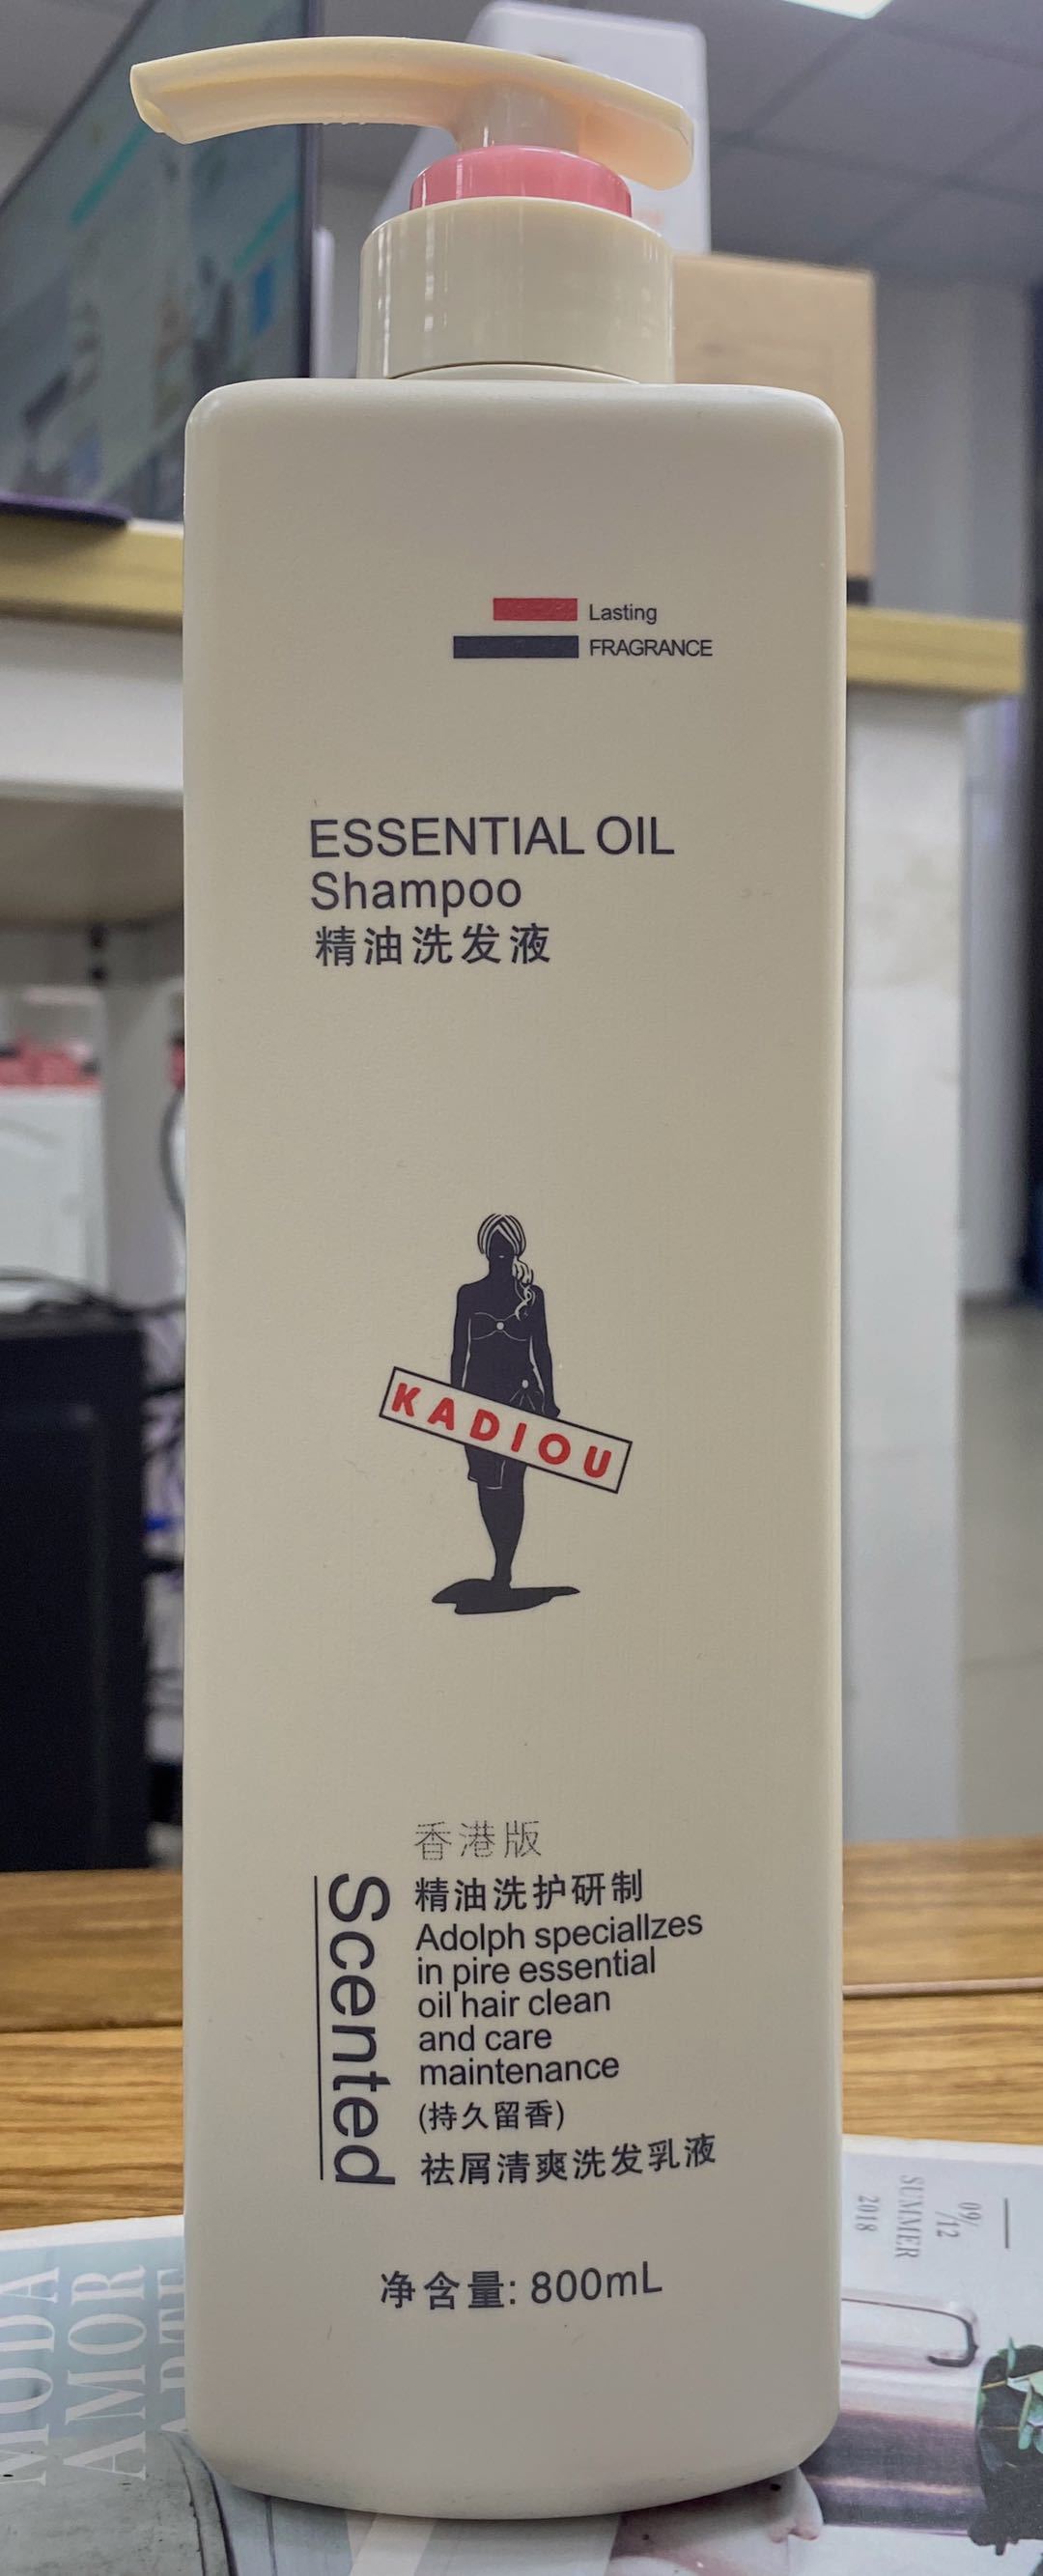 Lasting
FRAGRANCE
ESSENTIAL OIL
Shampoo
精油洗发液
KADIOU
香港版
Scented
精油洗护研制
Adolph speciallzes
in pire essential
oil hair clean
and care
maintenance
(持久留香)
祛屑清爽洗发乳液
净含量: 800mL
09/12
SUMMER
2018
MODA
AMOR